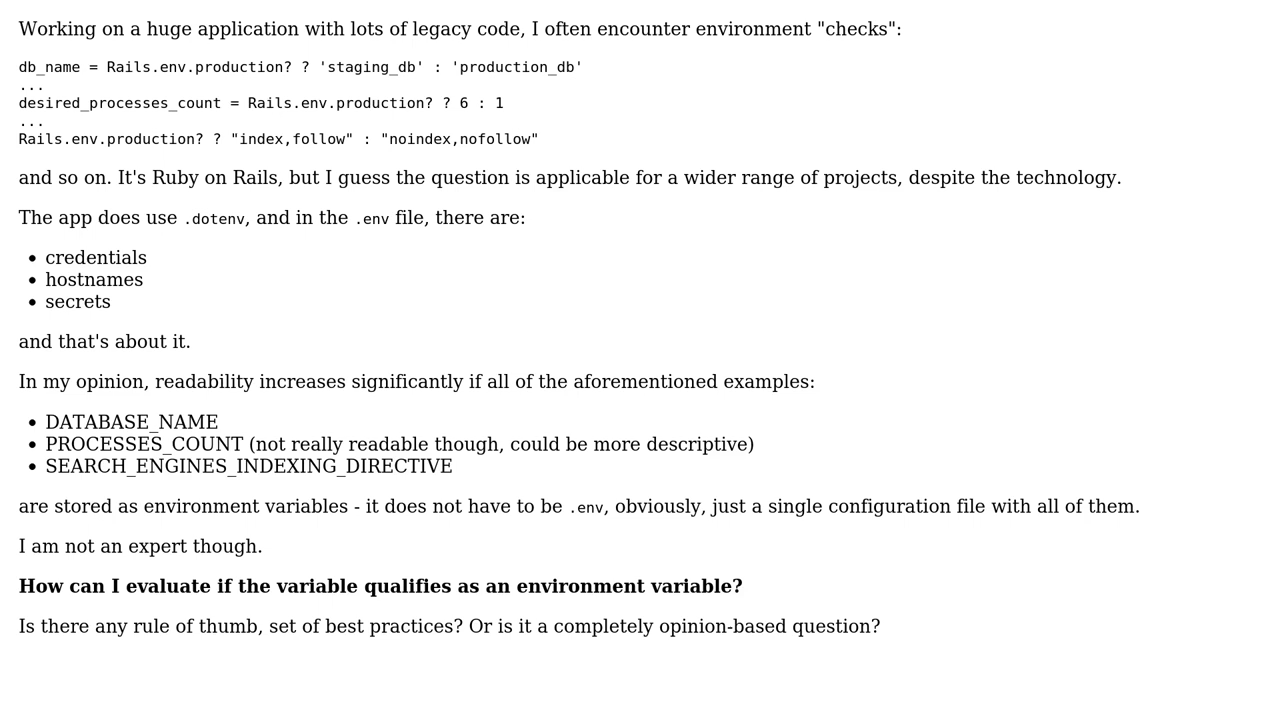 Working on a huge application with lots of legacy code, I often encounter environment "checks":
db_name = Rails.env.production? ? 'staging_db' : 'production_db'
...
desired_processes_count = Rails.env.production? ? 6 : 1
...
Rails.env.production? ? "index,follow" : "noindex,nofollow"
and so on. It's Ruby on Rails, but I guess the question is applicable for a wider range of projects, despite the technology.
The app does use .dotenv, and in the .env file, there are:
• credentials
• hostnames
• secrets
and that's about it.
In my opinion, readability increases significantly if all of the aforementioned examples:
• DATABASE_NAME
• PROCESSES_COUNT (not really readable though, could be more descriptive)
• SEARCH_ENGINES_INDEXING_DIRECTIVE
are stored as environment variables - it does not have to be .env, obviously, just a single configuration file with all of them.
I am not an expert though.
How can I evaluate if the variable qualifies as an environment variable?
Is there any rule of thumb, set of best practices? Or is it a completely opinion-based question?